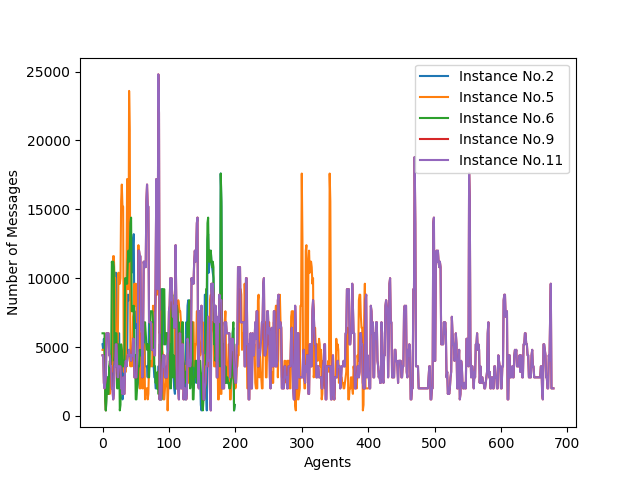 25000
20000
15000
10000
5000
0
Number of Messages
0 100 200 300 400 500 600 700
Agents
Instance No.2
Instance No.5
Instance No.6
Instance No.9
Instance No.11